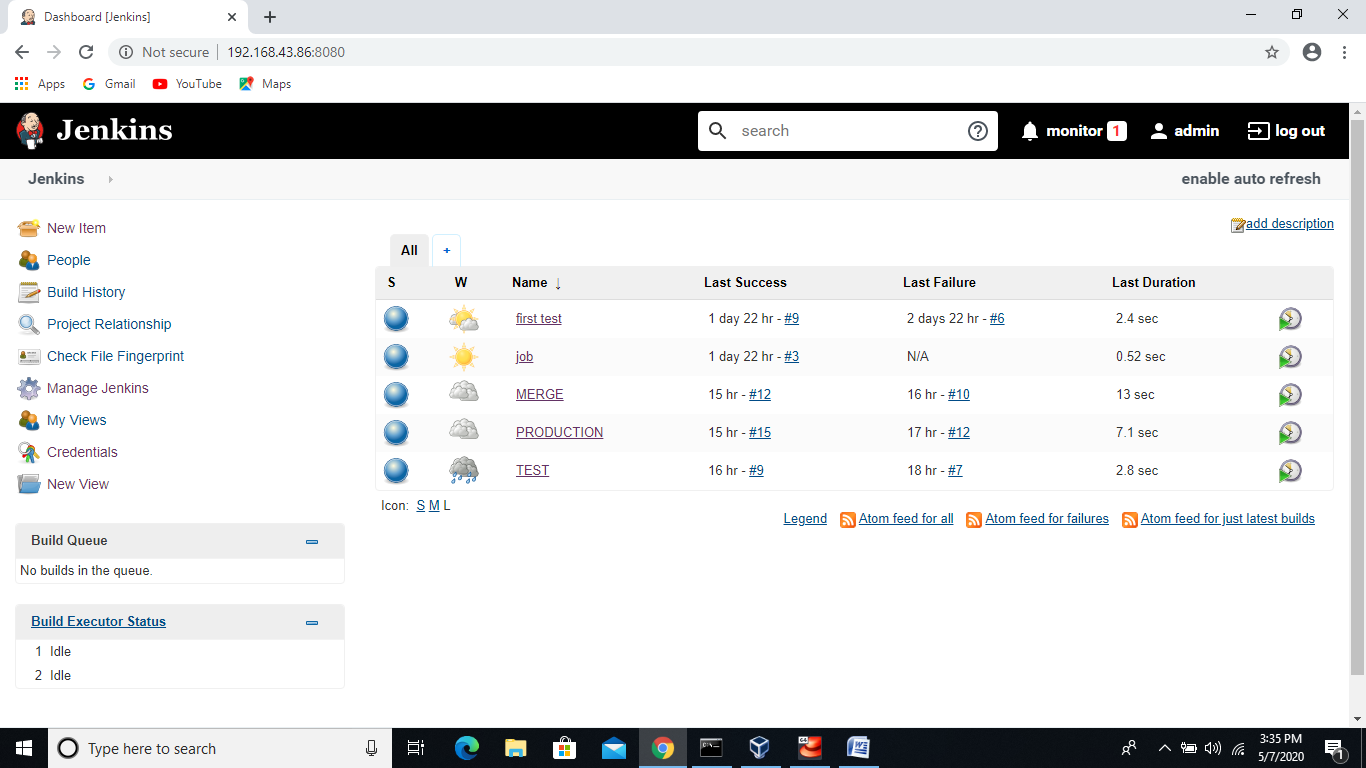 Dashboard [Jenkins]
Not secure | 192.168.43.86:8080
Apps Gmail YouTube Maps
Jenkins search monitor 1 admin log out
Jenkins enable auto refresh
add description
New Item
People
Build History
Project Relationship
Check File Fingerprint
Manage Jenkins
My Views
Credentials
New View
Build Queue
No builds in the queue.
Build Executor Status
1 Idle
2 Idle
All +
S W Name ↓ Last Success Last Failure Last Duration
first test 1 day 22 hr - #9 2 days 22 hr - #6 2.4 sec
job 1 day 22 hr - #3 N/A 0.52 sec
MERGE 15 hr - #12 16 hr - #10 13 sec
PRODUCTION 15 hr - #15 17 hr - #12 7.1 sec
TEST 16 hr - #9 18 hr - #7 2.8 sec
Icon: S M L
Legend Atom feed for all Atom feed for failures Atom feed for just latest builds
Type here to search
3:35 PM
5/7/2020
1